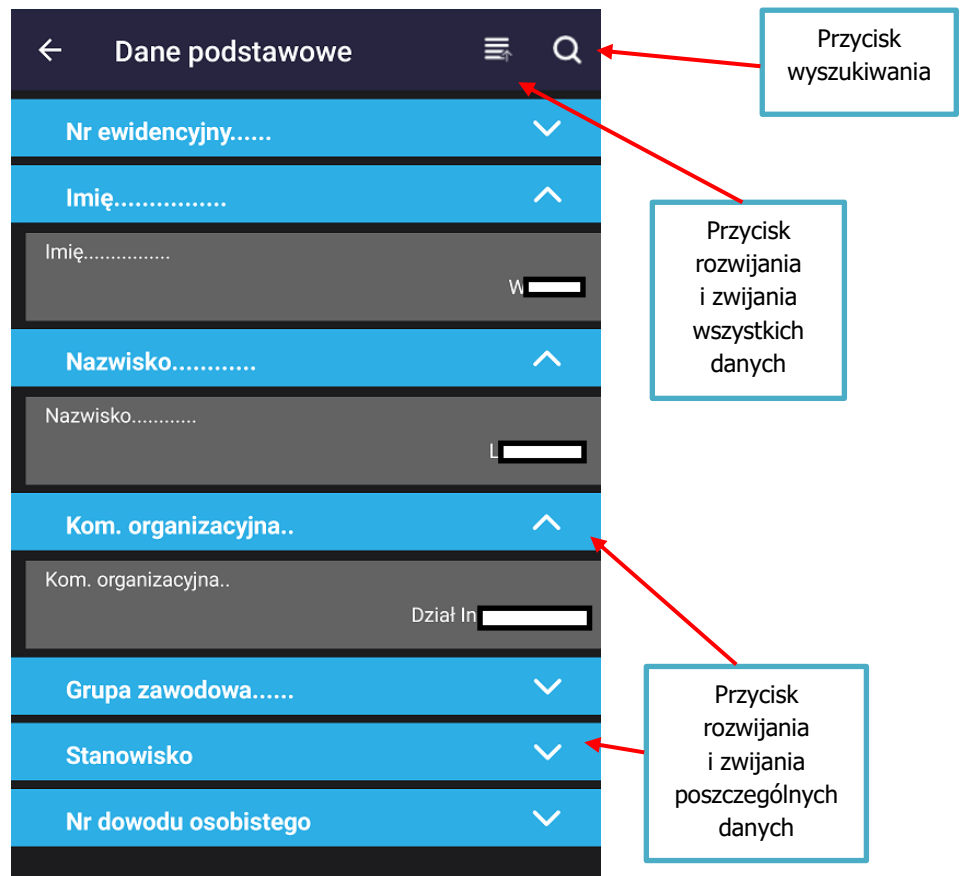 Dane podstawowe
Przycisk
wyszukiwania
Nr ewidencyjny......
Imię................
Imię................
W
Przycisk
rozwijania
i zwijania
wszystkich
danych
Nazwisko............
Nazwisko............
L
Kom. organizacyjna..
Kom. organizacyjna..
Dział In
Grupa zawodowa......
Stanowisko
Nr dowodu osobistego
Przycisk
rozwijania
i zwijania
poszczególnych
danych